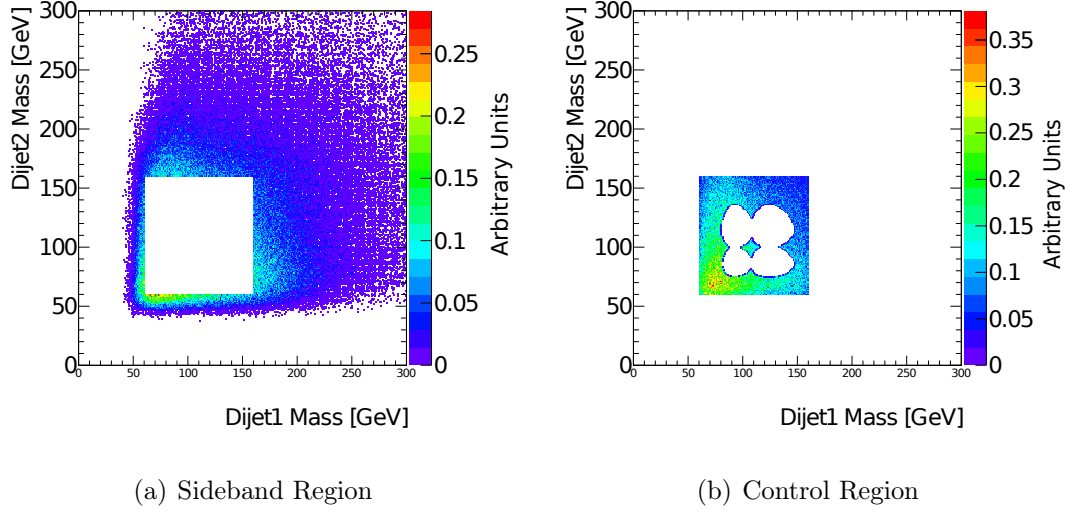 Dijet2 Mass [GeV]
300
250
200
150
100
50
0
0 50 100 150 200 250 300
Dijet1 Mass [GeV]
0.25
0.2
0.15
0.1
0.05
0
Arbitrary Units
(a) Sideband Region
Dijet2 Mass [GeV]
300
250
200
150
100
50
0
0 50 100 150 200 250 300
Dijet1 Mass [GeV]
0.35
0.3
0.25
0.2
0.15
0.1
0.05
0
Arbitrary Units
(b) Control Region